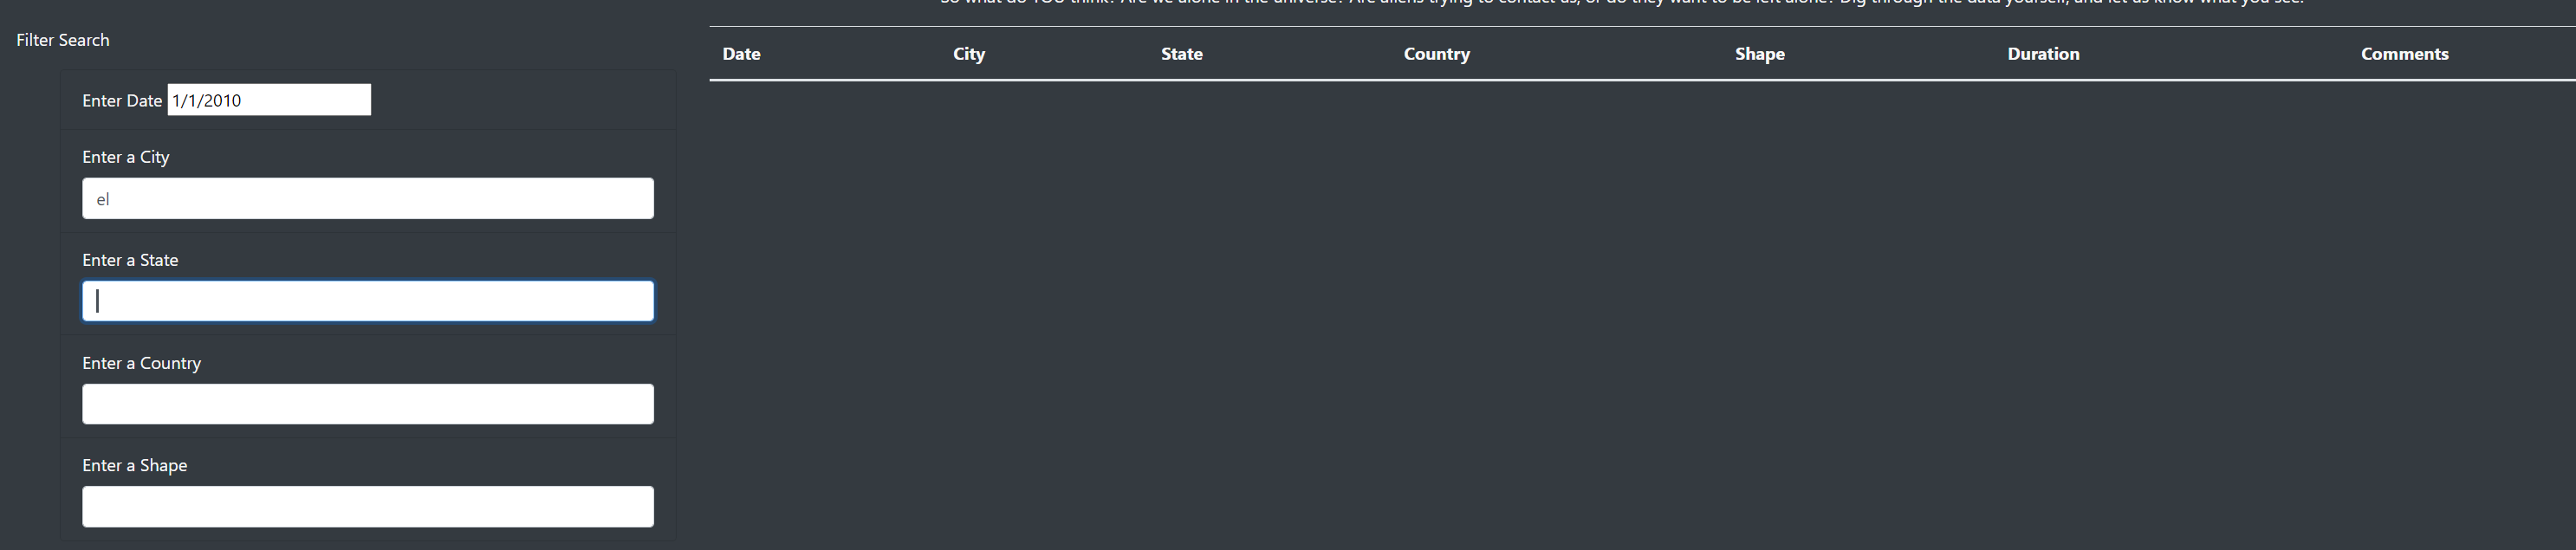 So what do YOU think? Are we alone in the universe? Are aliens trying to contact us, or do they want to be left alone? Dig through the data yourself, and let us know what you see.
Filter Search
Date City State Country Shape Duration Comments
Enter Date 1/1/2010
Enter a City
el
Enter a State
Enter a Country
Enter a Shape